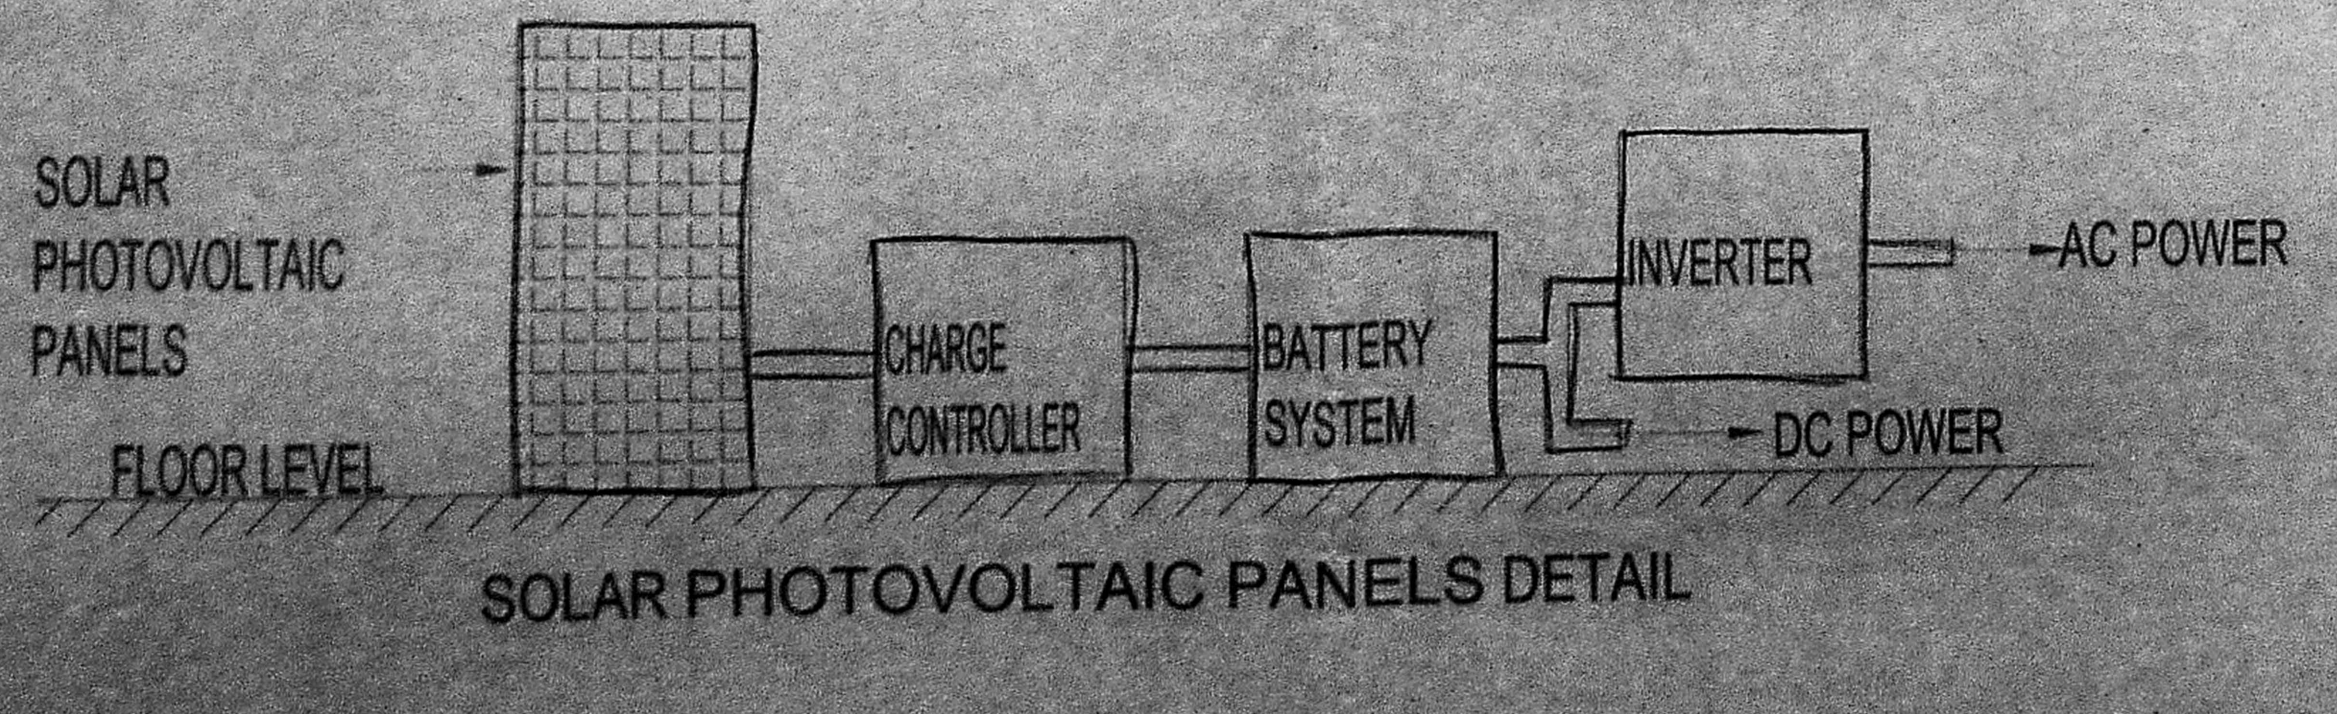 SOLAR
PHOTOVOLTAIC
PANELS
FLOOR LEVEL
CHARGE
CONTROLLER
BATTERY
SYSTEM
INVERTER
AC POWER
DC POWER
SOLAR PHOTOVOLTAIC PANELS DETAIL